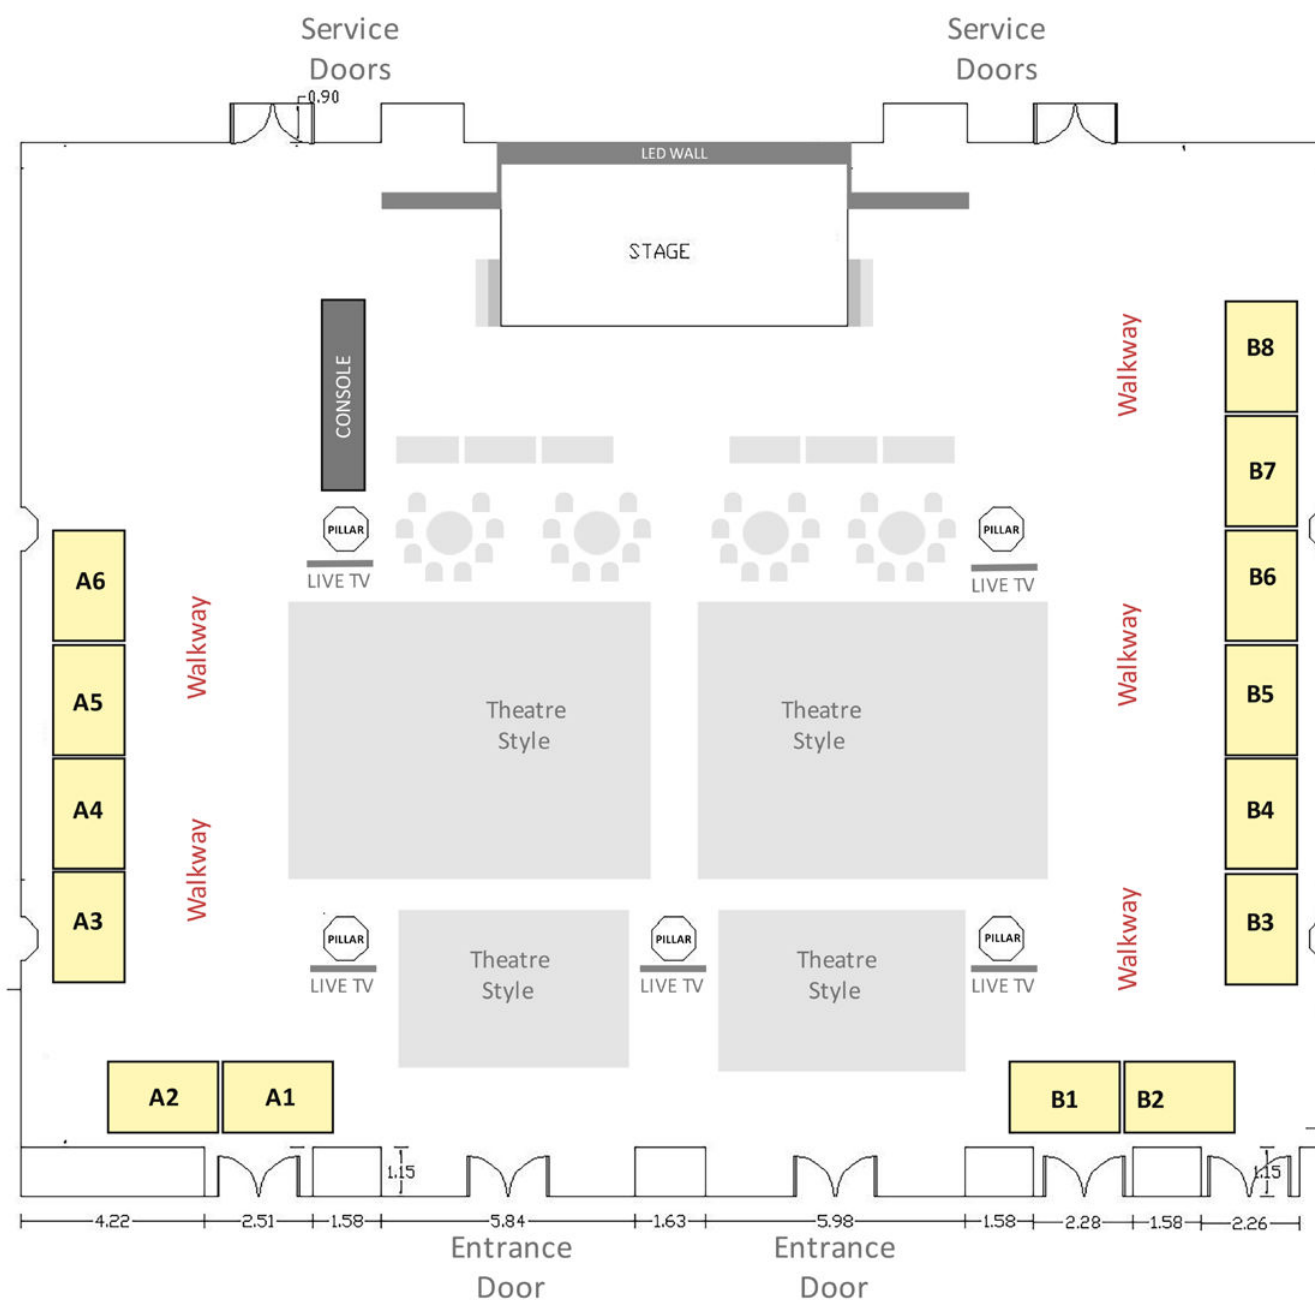 Service
Doors
Service
Doors
0.90
LED WALL
STAGE
CONSOLE
Walkway
B8
B7
PILLAR
LIVE TV
PILLAR
LIVE TV
A6
B6
Walkway
Walkway
A5
B5
Theatre
Style
Theatre
Style
A4
B4
Walkway
Walkway
A3
B3
PILLAR
LIVE TV
Theatre
Style
PILLAR
LIVE TV
Theatre
Style
PILLAR
LIVE TV
A2
A1
B1
B2
1.15
1.15
4.22
2.51
1.58
5.84
1.63
5.98
1.58
2.28
1.58
2.26
Entrance
Door
Entrance
Door